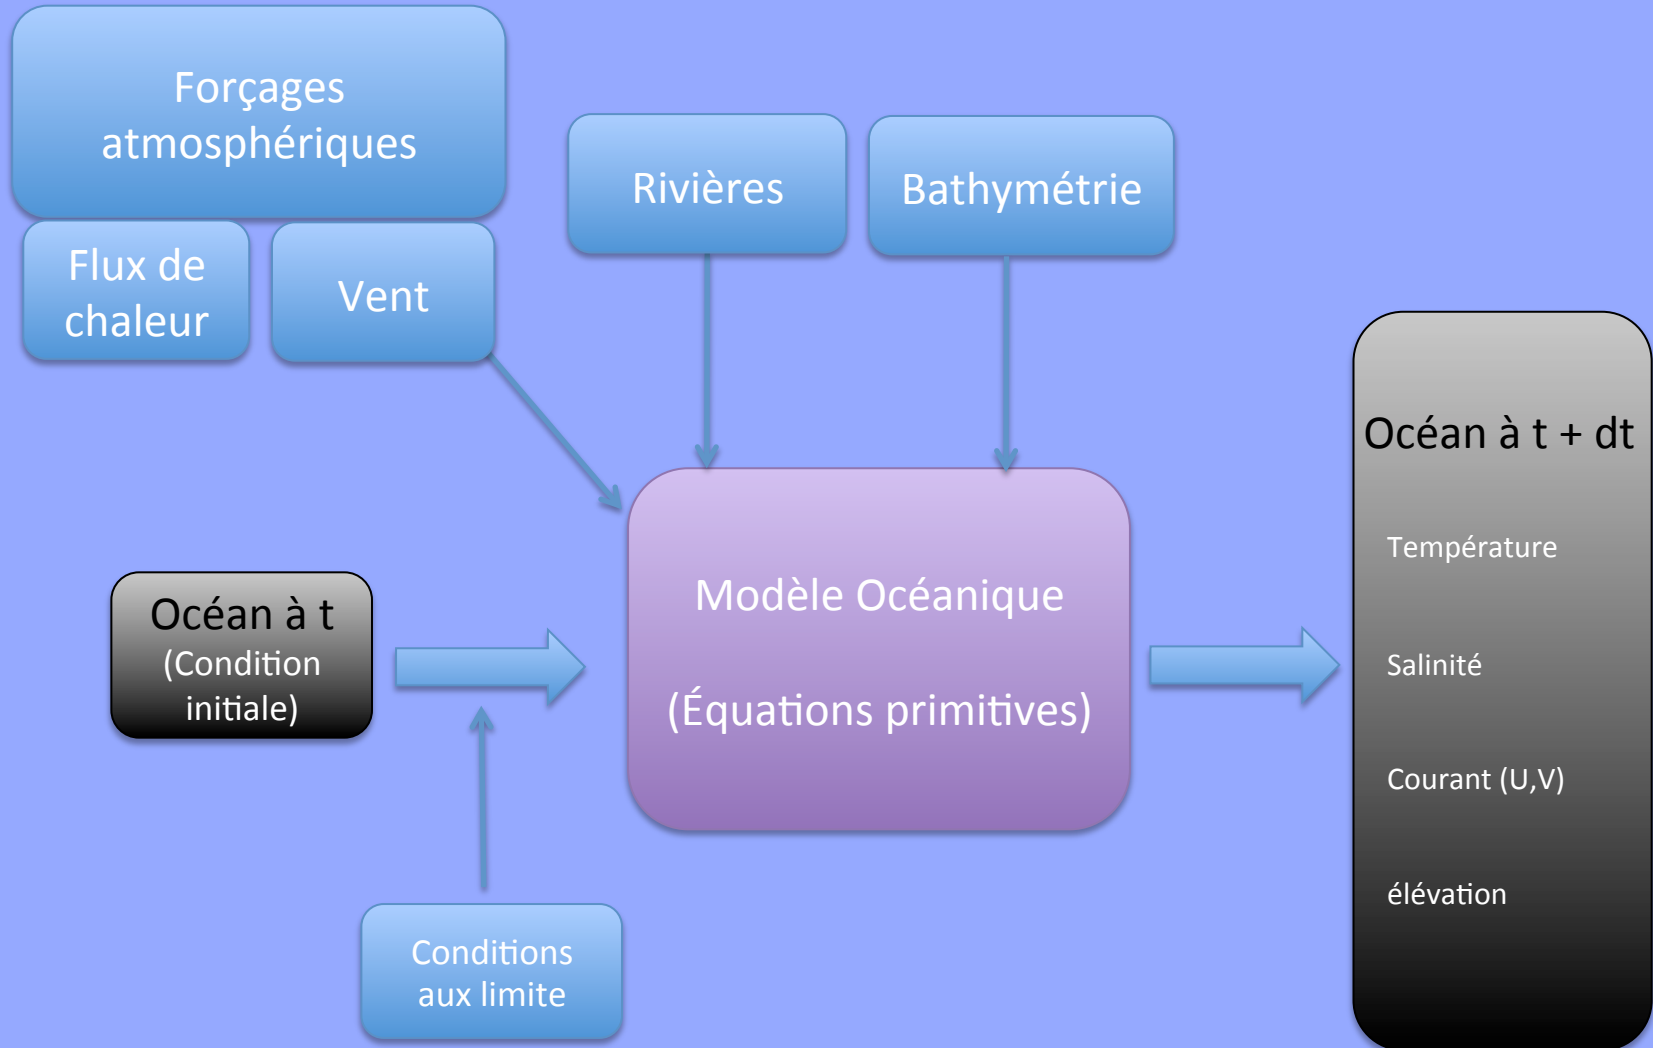 Forçages
atmosphériques
Flux de
chaleur
Vent
Rivières
Bathymétrie
Océan à t
(Condition
initiale)
Modèle Océanique
(Équations primitives)
Conditions
aux limite
Océan à t + dt
Température
Salinité
Courant (U,V)
élévation